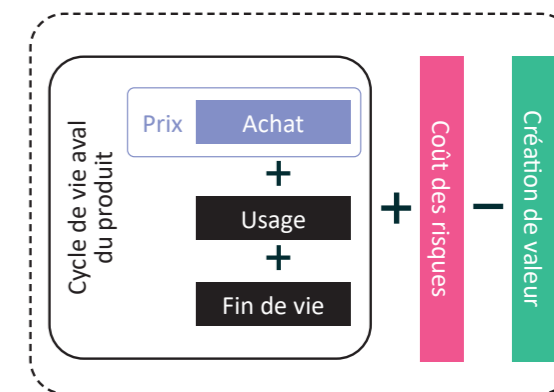 Cycle de vie aval
du produit
Prix
Achat
+
Usage
+
Fin de vie
+
Coût des risques
−
Création de valeur